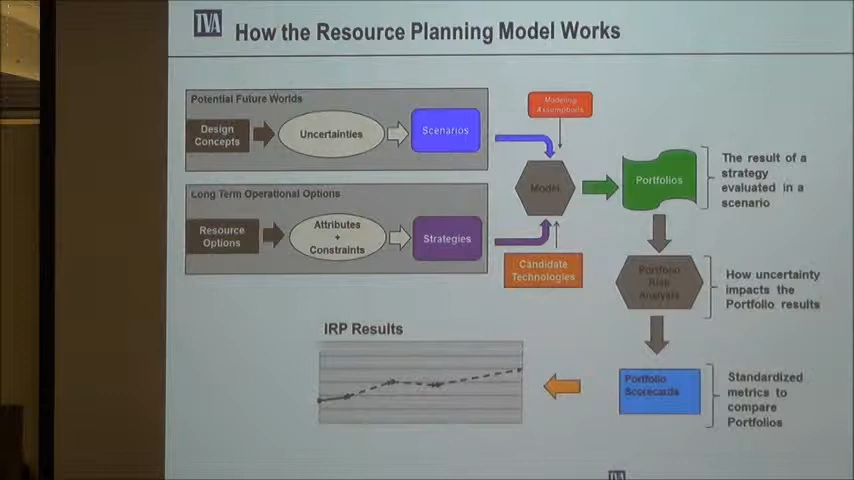 TVA
How the Resource Planning Model Works
Potential Future Worlds
Design
Concepts
Uncertainties
Scenarios
Modeling
Assumptions
Long Term Operational Options
Resource
Options
Attributes
+
Constraints
Strategies
Model
Candidate
Technologies
Portfolios
The result of a
strategy
evaluated in a
scenario
Portfolio
Risk
Analysis
How uncertainty
impacts the
Portfolio results
IRP Results
Portfolio
Scorecards
Standardized
metrics to
compare
Portfolios
TVA